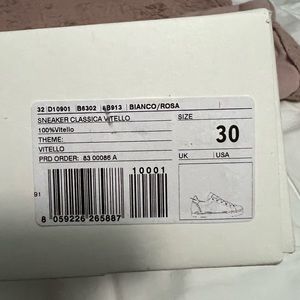 32 D10901 B6302 8B913 BIANCO/ROSA
SNEAKER CLASSICA VITELLO
100%Vitello
THEME:
VITELLO
PRD ORDER: 83 00086 A
SIZE
30
UK
USA
10001
91
8 059226 265887